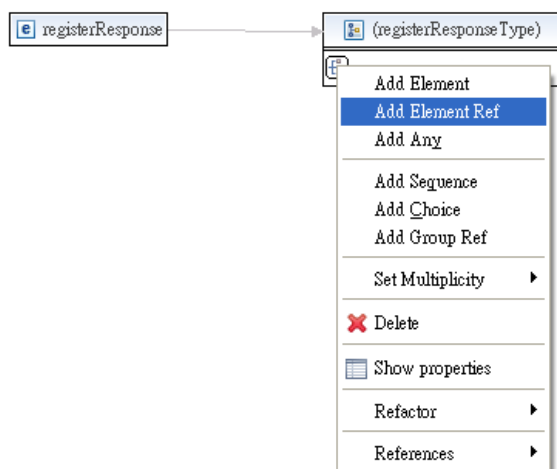 e registerResponse
(registerResponseType)
Add Element
Add Element Ref
Add Any
Add Sequence
Add Choice
Add Group Ref
Set Multiplicity
Delete
Show properties
Refactor
References